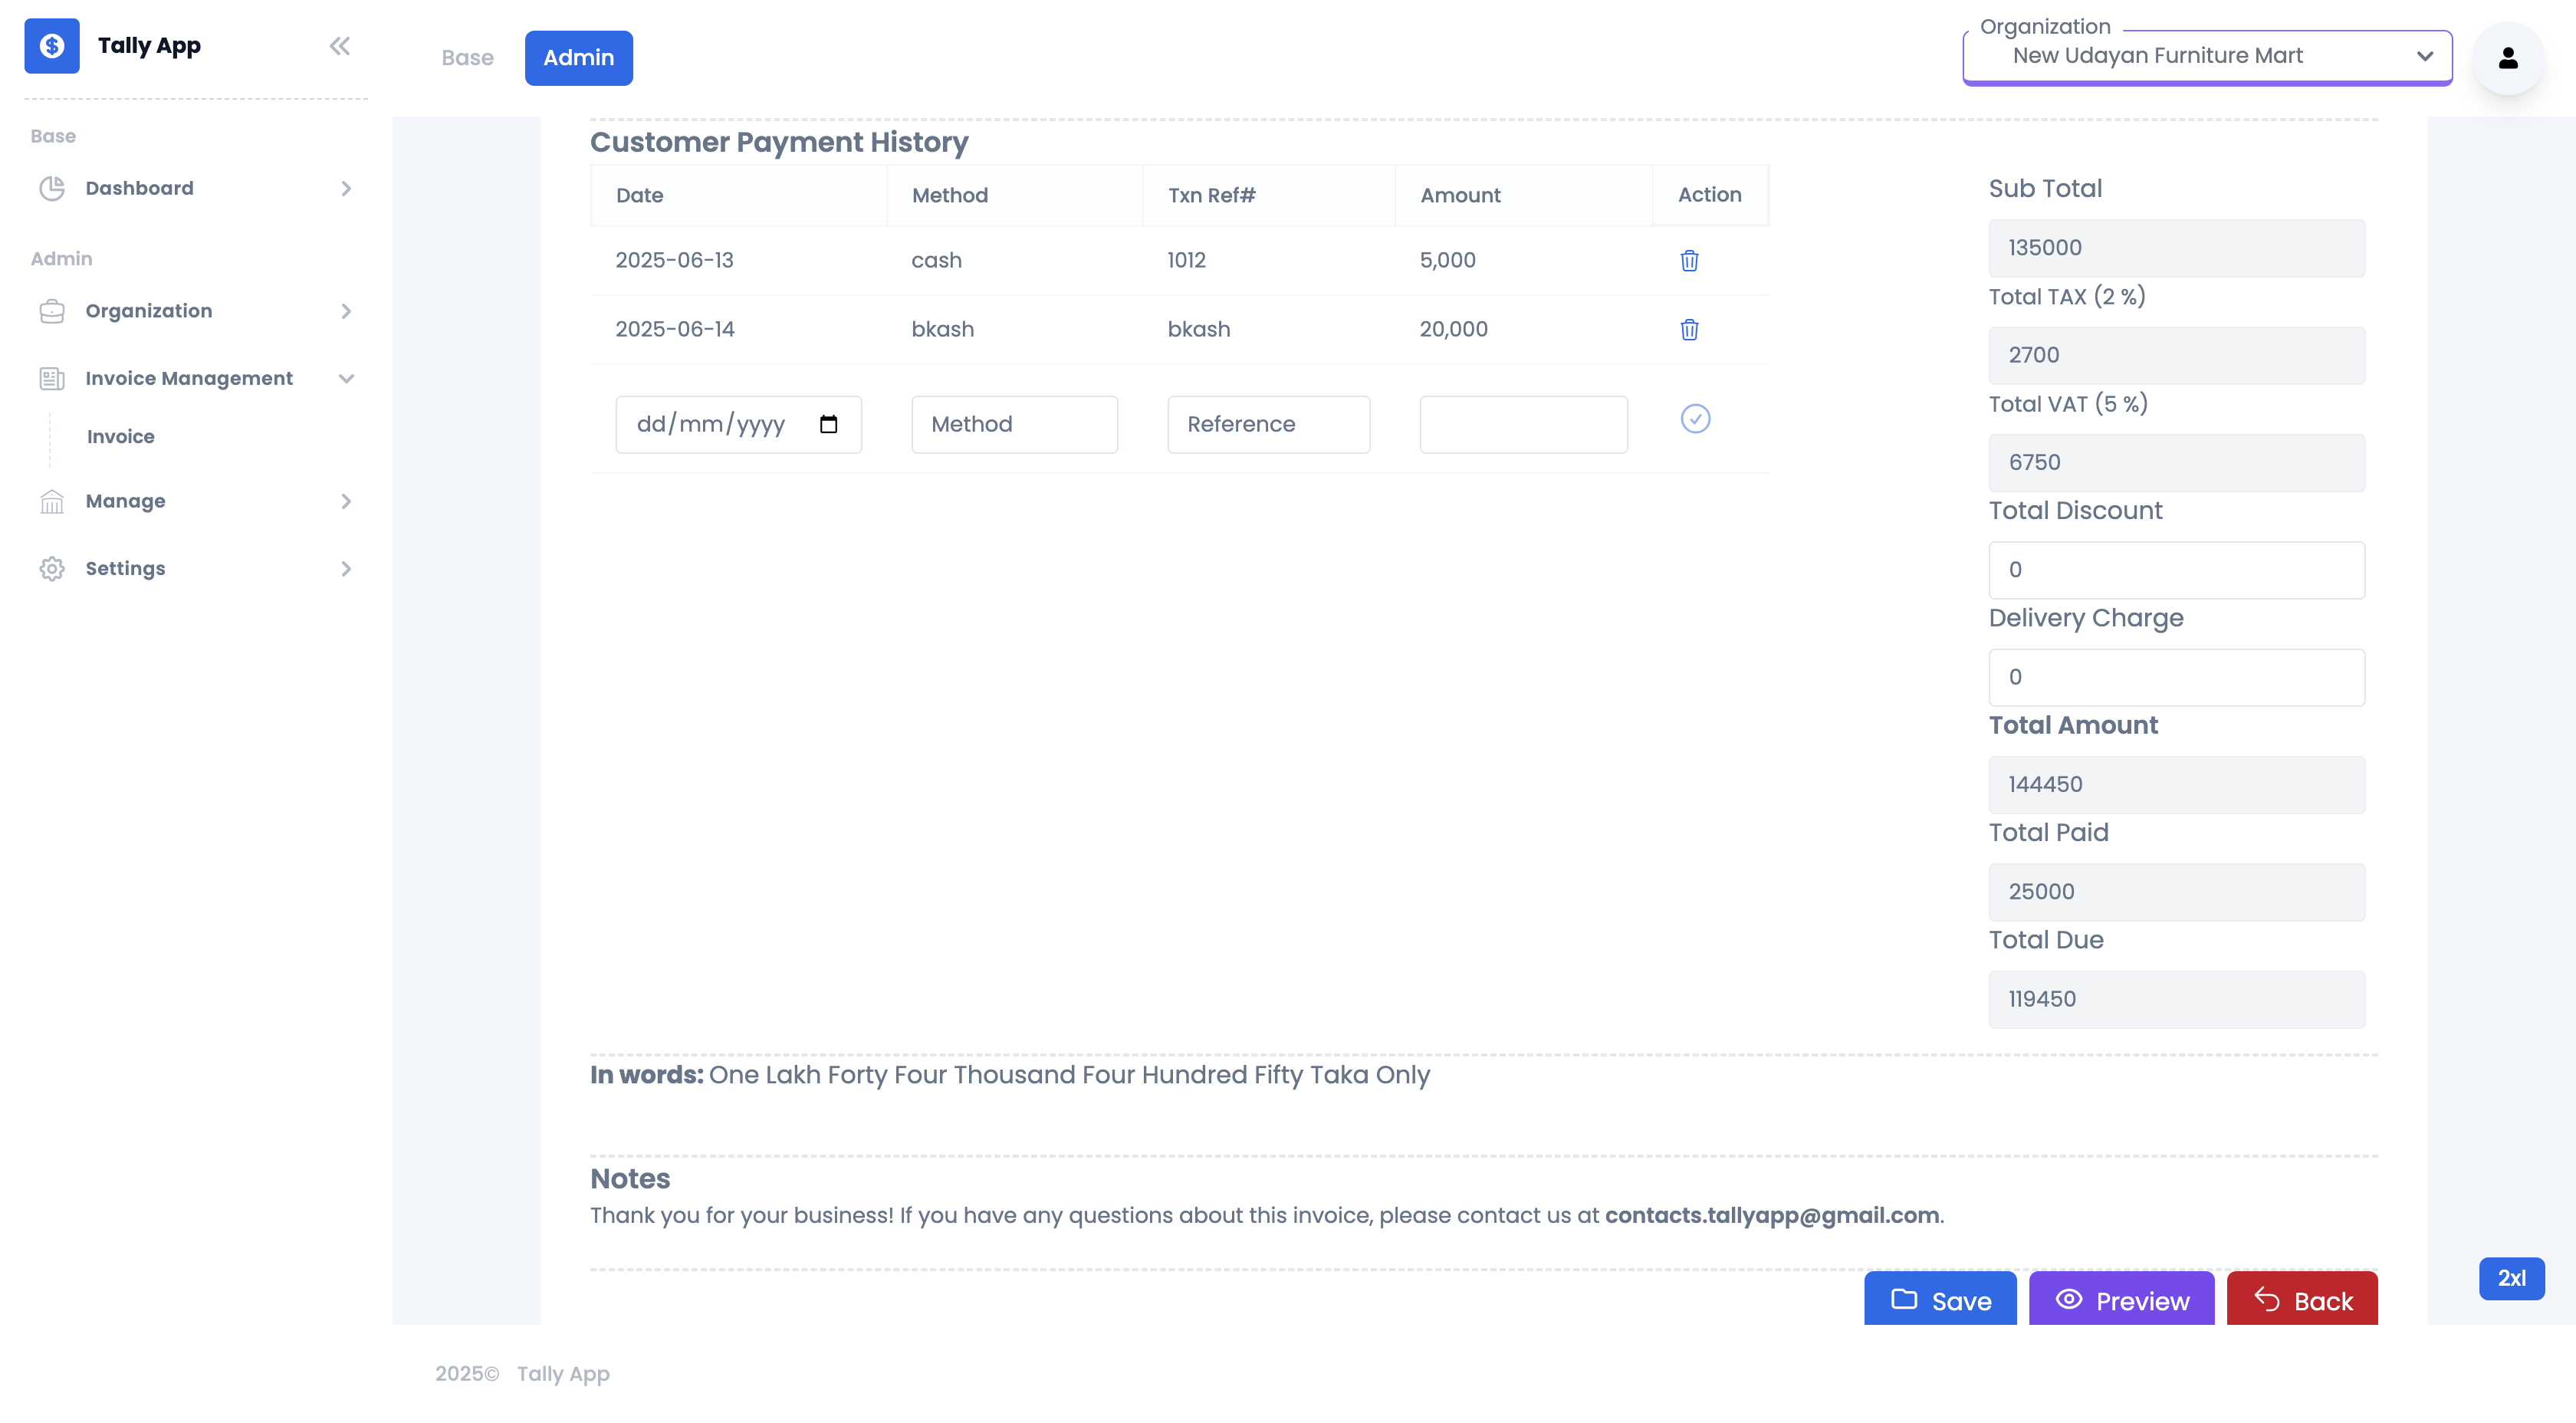 Tally App
Base
Admin
Organization
New Udayan Furniture Mart
Base
Dashboard
Admin
Organization
Invoice Management
Invoice
Manage
Settings
Customer Payment History
Date Method Txn Ref# Amount Action
2025-06-13 cash 1012 5,000
2025-06-14 bkash bkash 20,000
dd/mm/yyyy Method Reference
Sub Total
135000
Total TAX (2 %)
2700
Total VAT (5 %)
6750
Total Discount
0
Delivery Charge
0
Total Amount
144450
Total Paid
25000
Total Due
119450
In words: One Lakh Forty Four Thousand Four Hundred Fifty Taka Only
Notes
Thank you for your business! If you have any questions about this invoice, please contact us at contacts.tallyapp@gmail.com.
Save Preview Back
2xl
2025© Tally App